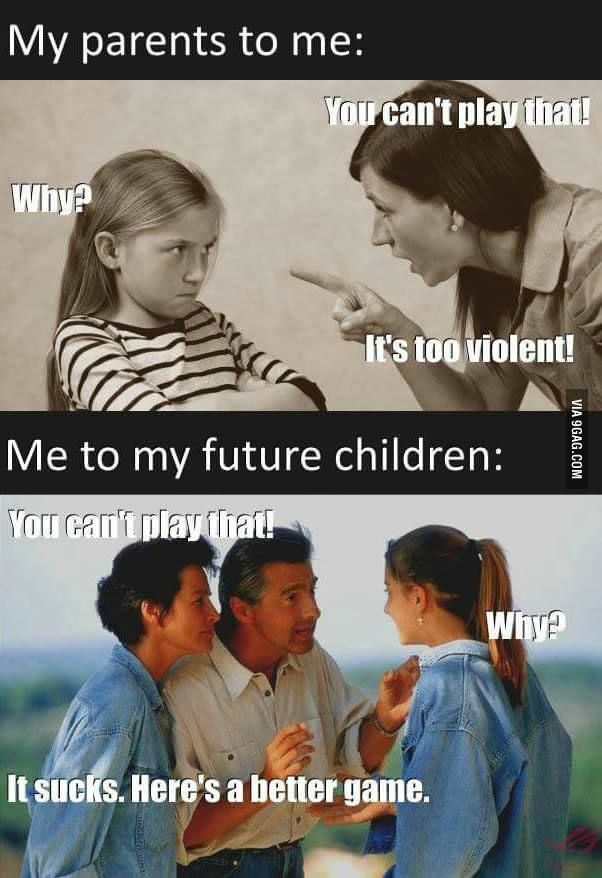 My parents to me:
You can't play that!
Why?
It's too violent!
VIA 9GAG.COM
Me to my future children:
You can't play that!
Why?
It sucks. Here's a better game.